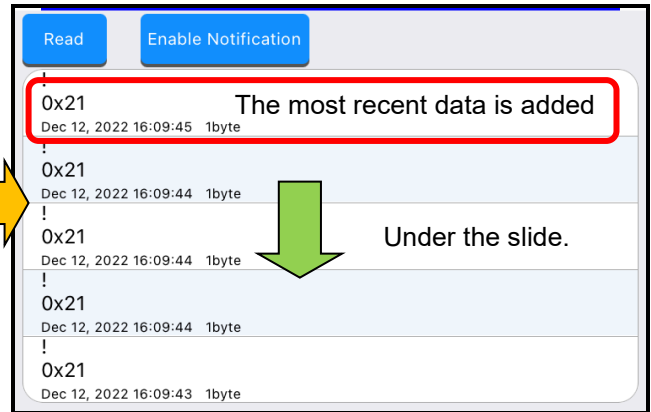 Read Enable Notification
!
0x21 The most recent data is added
Dec 12, 2022 16:09:45 1byte
!
0x21
Dec 12, 2022 16:09:44 1byte
!
0x21 Under the slide.
Dec 12, 2022 16:09:44 1byte
!
0x21
Dec 12, 2022 16:09:44 1byte
!
0x21
Dec 12, 2022 16:09:43 1byte